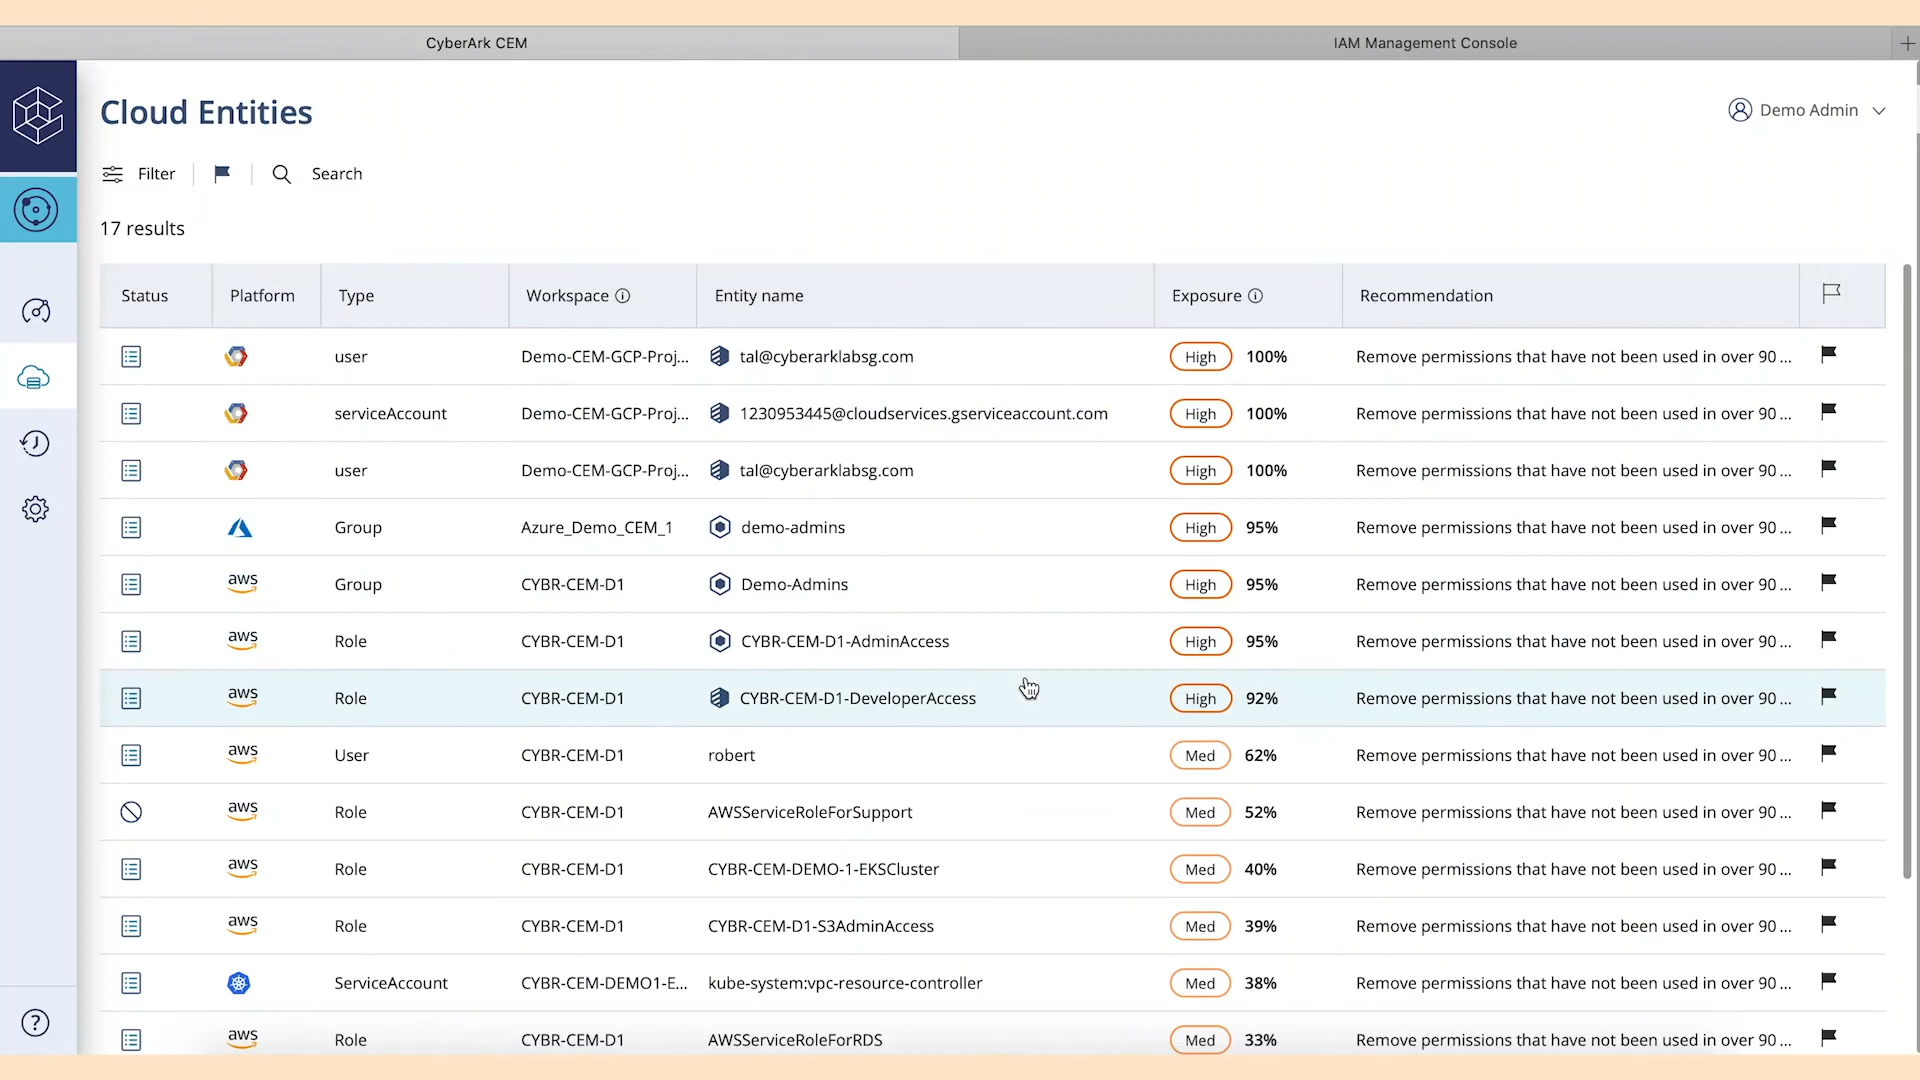 CyberArk CEM IAM Management Console
Cloud Entities
Demo Admin
Filter Search
17 results
Status Platform Type Workspace Entity name Exposure Recommendation
user Demo-CEM-GCP-Proj... tal@cyberarklabsg.com High 100% Remove permissions that have not been used in over 90 ...
serviceAccount Demo-CEM-GCP-Proj... 1230953445@cloudservices.gserviceaccount.com High 100% Remove permissions that have not been used in over 90 ...
user Demo-CEM-GCP-Proj... tal@cyberarklabsg.com High 100% Remove permissions that have not been used in over 90 ...
Group Azure_Demo_CEM_1 demo-admins High 95% Remove permissions that have not been used in over 90 ...
aws Group CYBR-CEM-D1 Demo-Admins High 95% Remove permissions that have not been used in over 90 ...
aws Role CYBR-CEM-D1 CYBR-CEM-D1-AdminAccess High 95% Remove permissions that have not been used in over 90 ...
aws Role CYBR-CEM-D1 CYBR-CEM-D1-DeveloperAccess High 92% Remove permissions that have not been used in over 90 ...
aws User CYBR-CEM-D1 robert Med 62% Remove permissions that have not been used in over 90 ...
aws Role CYBR-CEM-D1 AWSServiceRoleForSupport Med 52% Remove permissions that have not been used in over 90 ...
aws Role CYBR-CEM-D1 CYBR-CEM-DEMO-1-EKSCluster Med 40% Remove permissions that have not been used in over 90 ...
aws Role CYBR-CEM-D1 CYBR-CEM-D1-S3AdminAccess Med 39% Remove permissions that have not been used in over 90 ...
ServiceAccount CYBR-CEM-DEMO1-E... kube-system:vpc-resource-controller Med 38% Remove permissions that have not been used in over 90 ...
aws Role CYBR-CEM-D1 AWSServiceRoleForRDS Med 33% Remove permissions that have not been used in over 90 ...